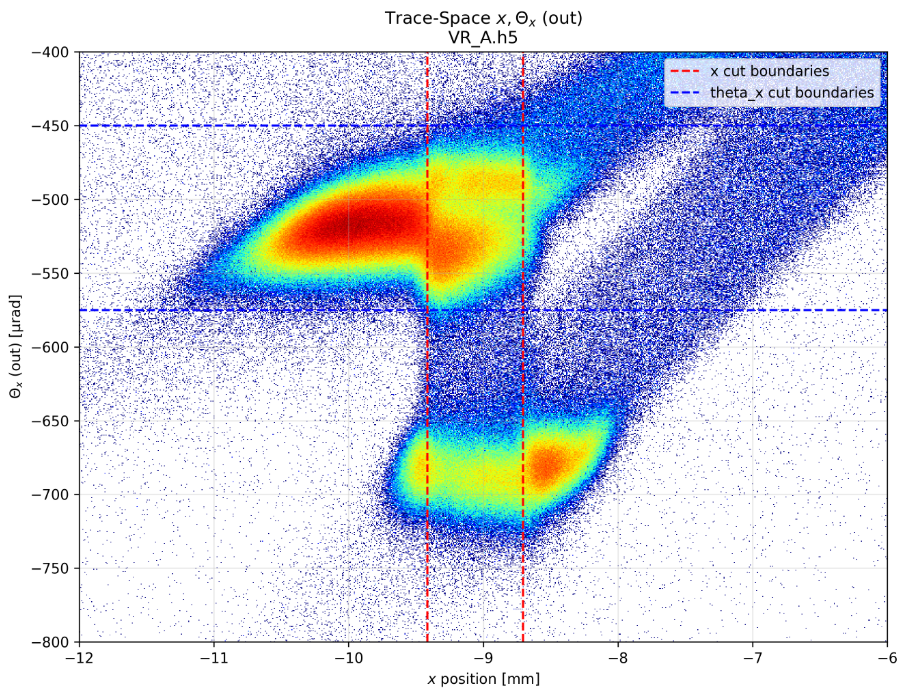 Trace-Space x, Θₓ (out)
VR_A.h5
x cut boundaries
theta_x cut boundaries
−400
−450
−500
−550
−600
−650
−700
−750
−800
Θₓ (out) [μrad]
−12 −11 −10 −9 −8 −7 −6
x position [mm]